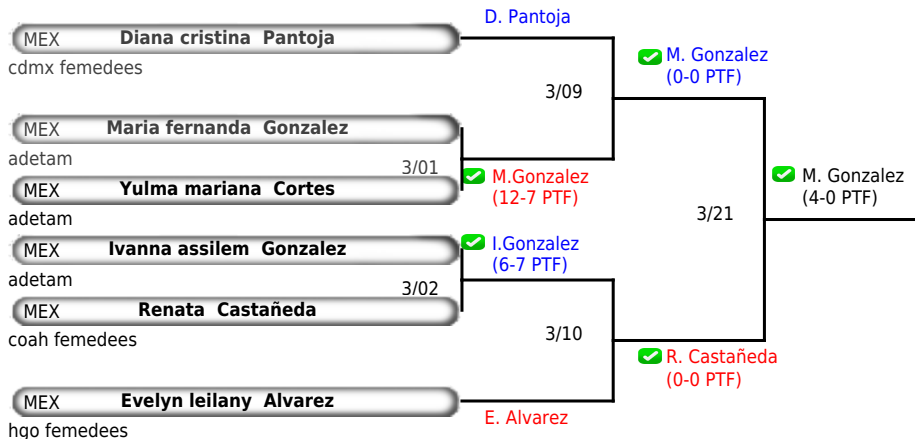 D. Pantoja
MEX Diana cristina Pantoja
cdmx femedees
M. Gonzalez
(0-0 PTF)
3/09
MEX Maria fernanda Gonzalez
adetam
3/01
M.Gonzalez
(12-7 PTF)
MEX Yulma mariana Cortes
adetam
M. Gonzalez
(4-0 PTF)
3/21
MEX Ivanna assilem Gonzalez
adetam
I.Gonzalez
(6-7 PTF)
3/02
MEX Renata Castañeda
coah femedees
3/10
R. Castañeda
(0-0 PTF)
MEX Evelyn leilany Alvarez
hgo femedees
E. Alvarez